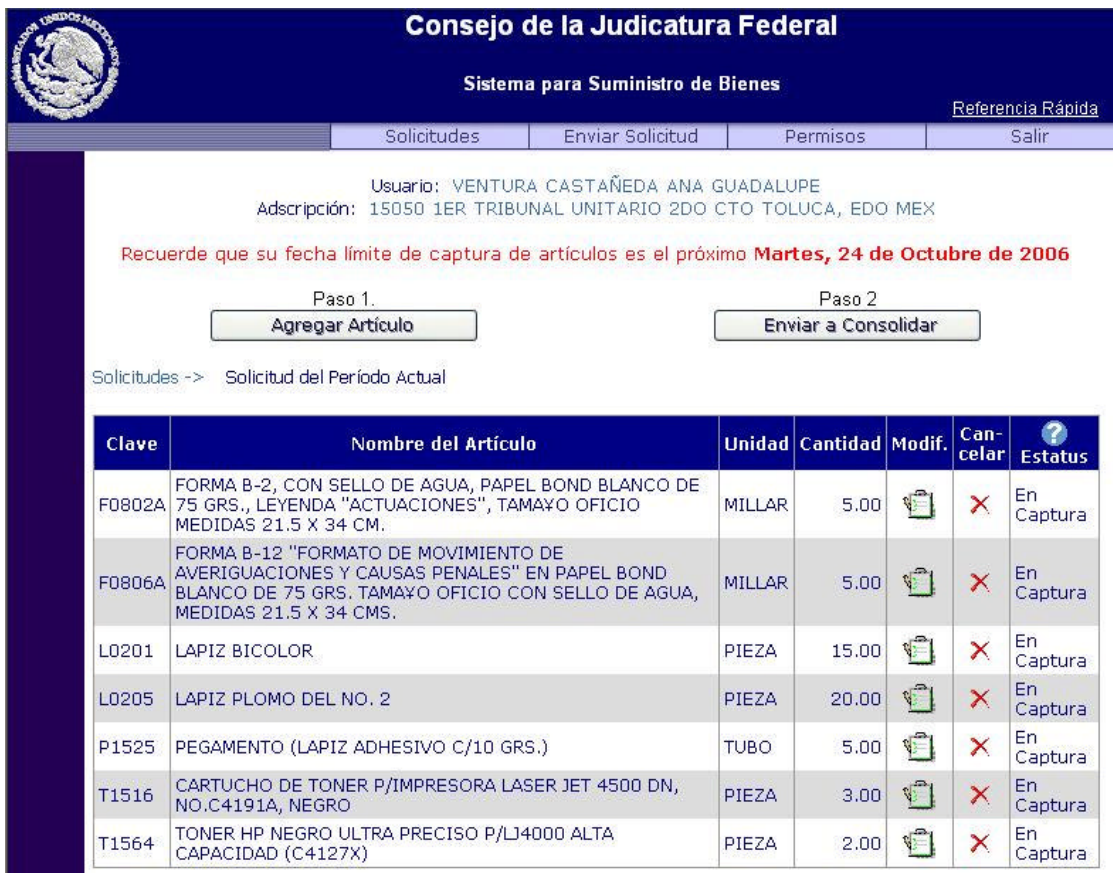 ESTADOS UNIDOS MEXICANOS
Consejo de la Judicatura Federal
Sistema para Suministro de Bienes
Referencia Rápida
Solicitudes Enviar Solicitud Permisos Salir
Usuario: VENTURA CASTAÑEDA ANA GUADALUPE
Adscripción: 15050 1ER TRIBUNAL UNITARIO 2DO CTO TOLUCA, EDO MEX
Recuerde que su fecha límite de captura de artículos es el próximo Martes, 24 de Octubre de 2006
Paso 1. Paso 2
Agregar Artículo Enviar a Consolidar
Solicitudes -> Solicitud del Período Actual
Clave Nombre del Artículo Unidad Cantidad Modif. Can-
celar ? Estatus
FORMA B-2, CON SELLO DE AGUA, PAPEL BOND BLANCO DE
F0802A 75 GRS., LEYENDA "ACTUACIONES", TAMA¥O OFICIO MILLAR 5.00 En
MEDIDAS 21.5 X 34 CM. Captura
FORMA B-12 "FORMATO DE MOVIMIENTO DE
F0806A AVERIGUACIONES Y CAUSAS PENALES" EN PAPEL BOND MILLAR 5.00 En
BLANCO DE 75 GRS. TAMA¥O OFICIO CON SELLO DE AGUA, Captura
MEDIDAS 21.5 X 34 CMS.
L0201 LAPIZ BICOLOR PIEZA 15.00 En
Captura
L0205 LAPIZ PLOMO DEL NO. 2 PIEZA 20.00 En
Captura
P1525 PEGAMENTO (LAPIZ ADHESIVO C/10 GRS.) TUBO 5.00 En
Captura
T1516 CARTUCHO DE TONER P/IMPRESORA LASER JET 4500 DN, PIEZA 3.00 En
NO.C4191A, NEGRO Captura
T1564 TONER HP NEGRO ULTRA PRECISO P/LJ4000 ALTA PIEZA 2.00 En
CAPACIDAD (C4127X) Captura